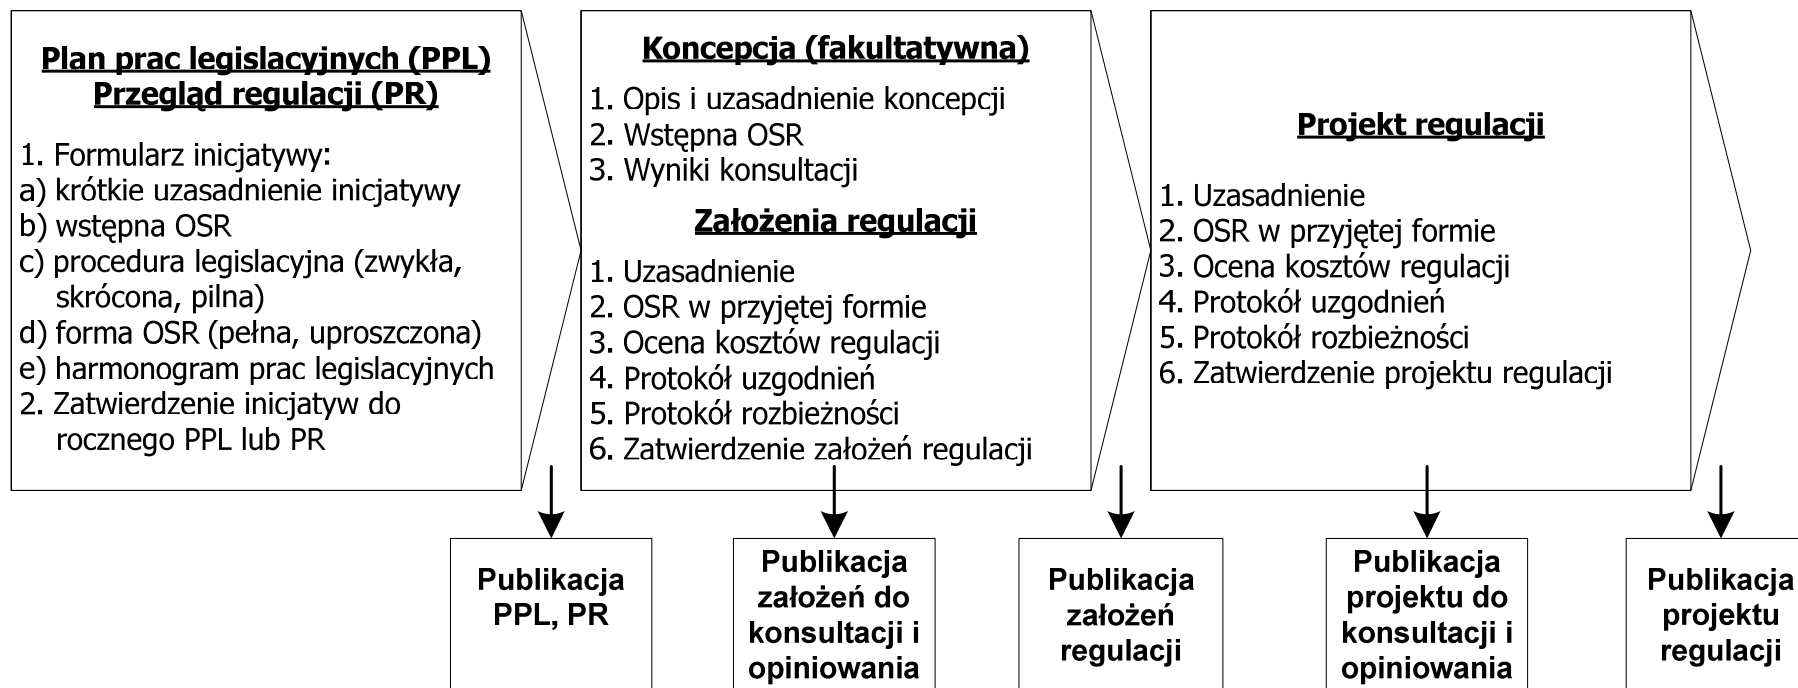 Plan prac legislacyjnych (PPL)
Przegląd regulacji (PR)
1. Formularz inicjatywy:
a) krótkie uzasadnienie inicjatywy
b) wstępna OSR
c) procedura legislacyjna (zwykła,
skrócona, pilna)
d) forma OSR (pełna, uproszczona)
e) harmonogram prac legislacyjnych
2. Zatwierdzenie inicjatyw do
rocznego PPL lub PR
Koncepcja (fakultatywna)
1. Opis i uzasadnienie koncepcji
2. Wstępna OSR
3. Wyniki konsultacji
Założenia regulacji
1. Uzasadnienie
2. OSR w przyjętej formie
3. Ocena kosztów regulacji
4. Protokół uzgodnień
5. Protokół rozbieżności
6. Zatwierdzenie założeń regulacji
Projekt regulacji
1. Uzasadnienie
2. OSR w przyjętej formie
3. Ocena kosztów regulacji
4. Protokół uzgodnień
5. Protokół rozbieżności
6. Zatwierdzenie projektu regulacji
Publikacja
PPL, PR
Publikacja
założeń do
konsultacji i
opiniowania
Publikacja
założeń
regulacji
Publikacja
projektu do
konsultacji i
opiniowania
Publikacja
projektu
regulacji